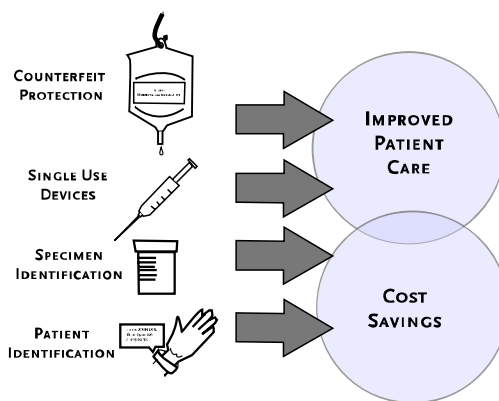 COUNTERFEIT
PROTECTION
SINGLE USE
DEVICES
SPECIMEN
IDENTIFICATION
PATIENT
IDENTIFICATION
IMPROVED
PATIENT
CARE
COST
SAVINGS